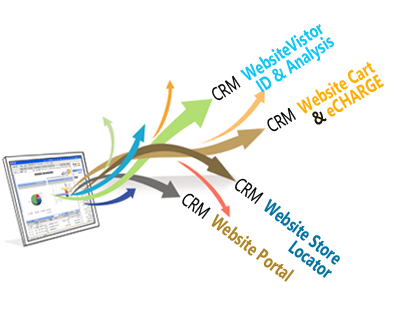 CRM WebsiteVistor
ID & Analysis
CRM Website Cart
& eCHARGE
CRM Website Store
Locator
CRM Website Portal